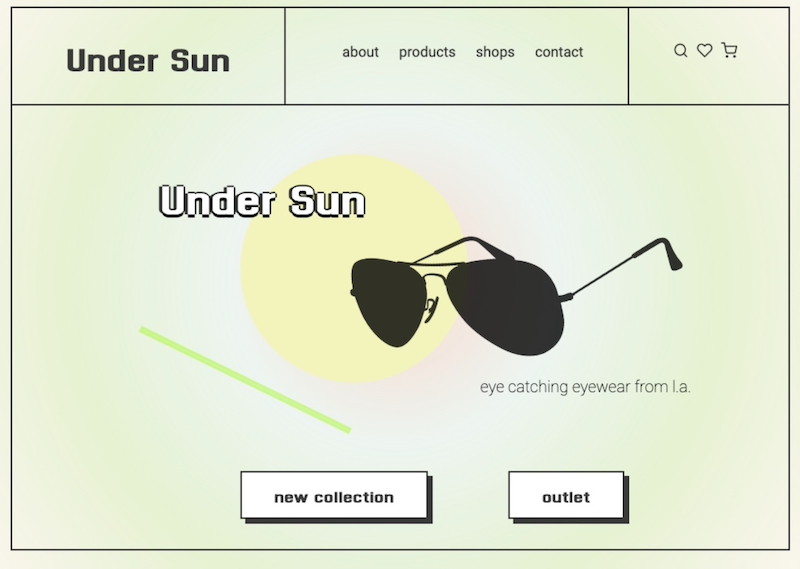 Under Sun
about products shops contact
Under Sun
eye catching eyewear from l.a.
new collection
outlet